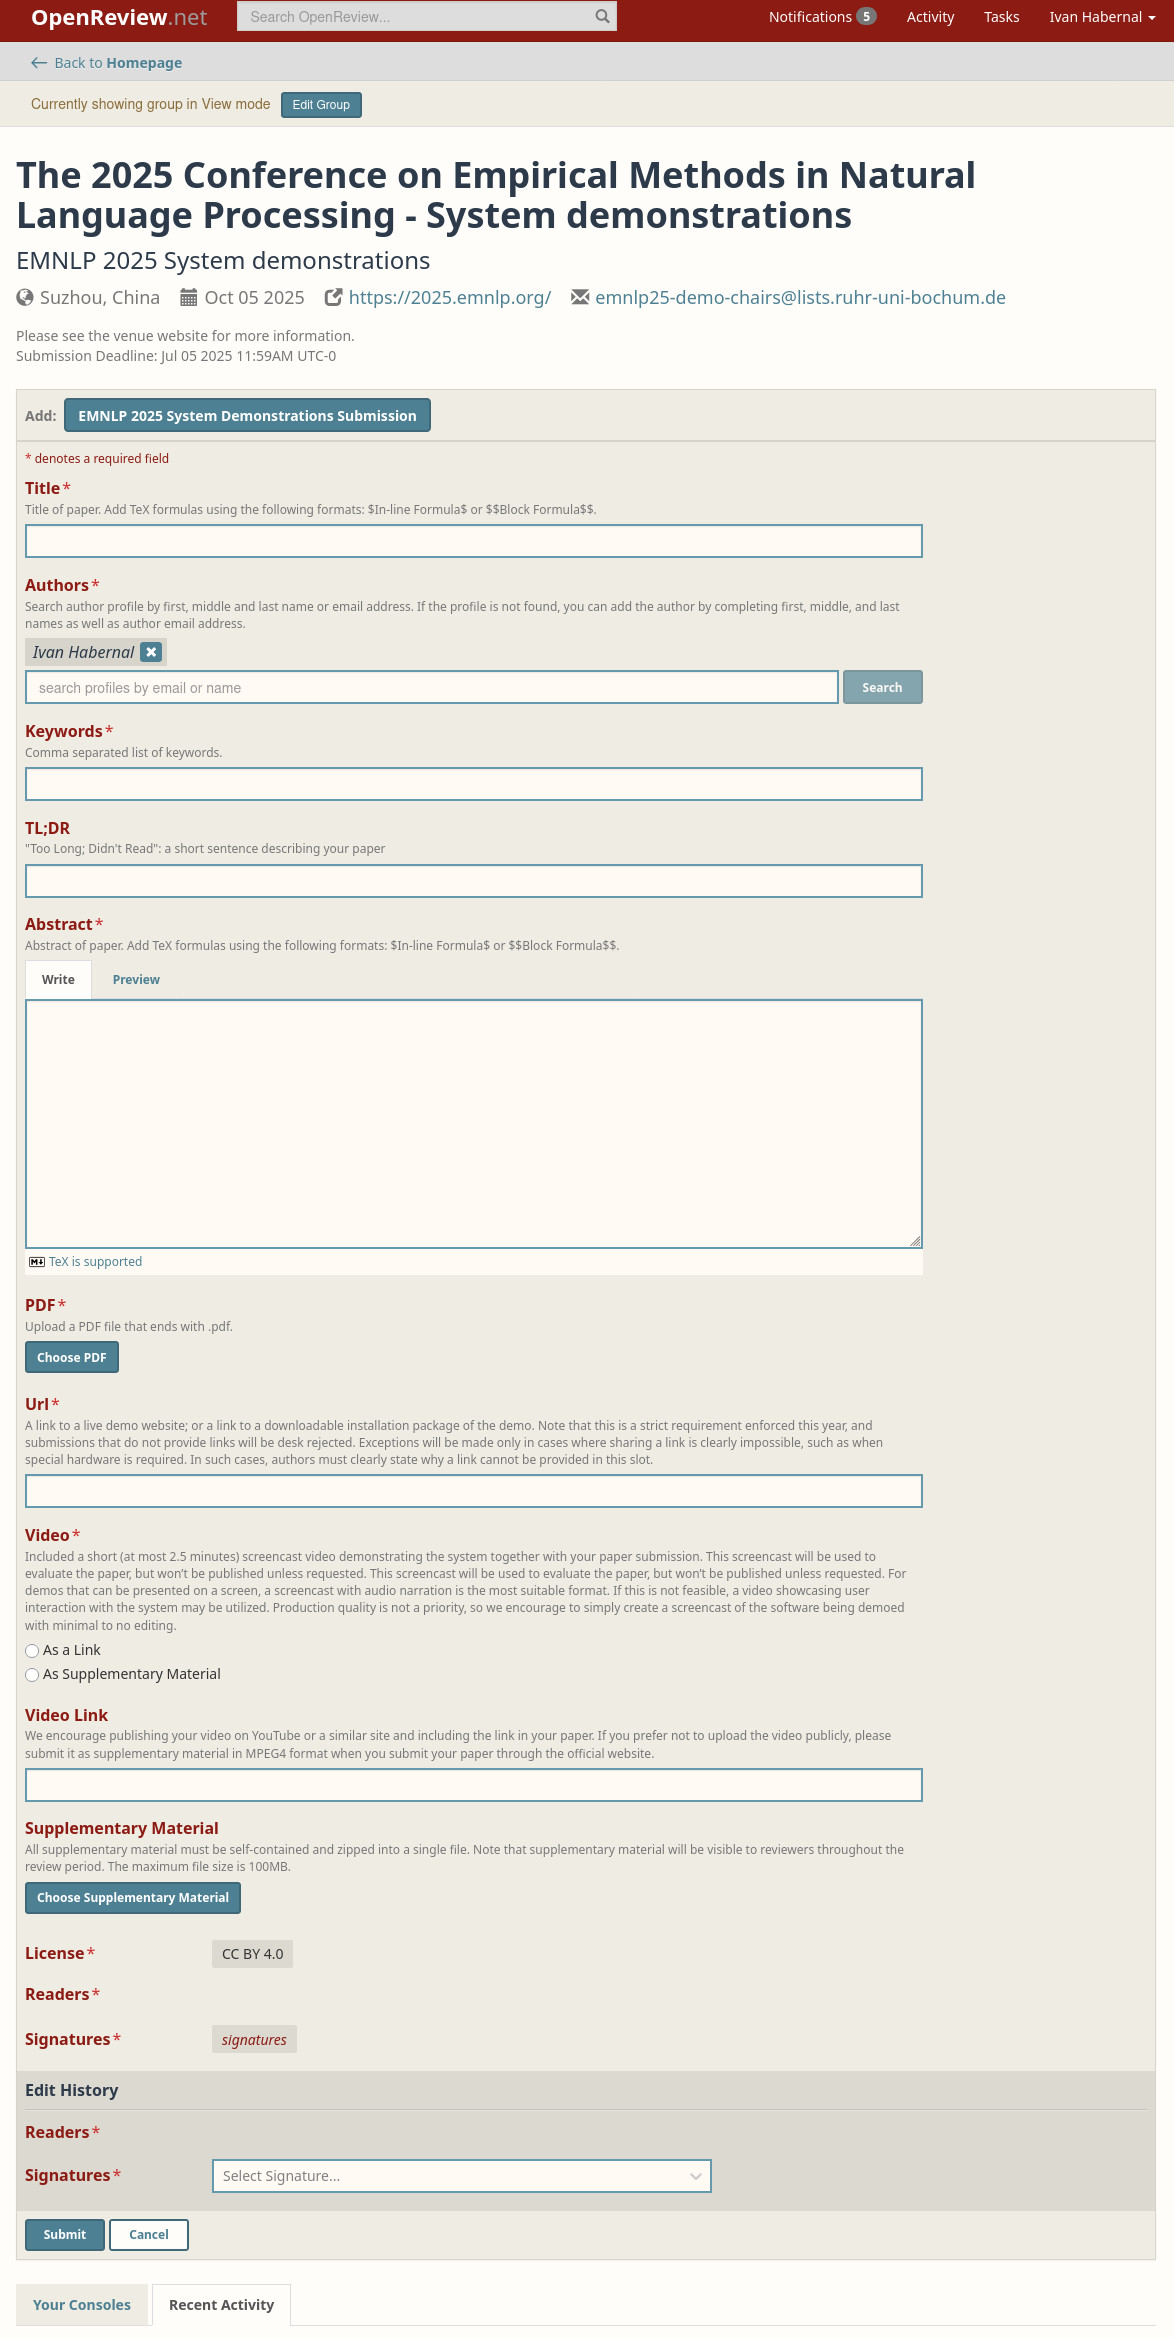 OpenReview.net
Search OpenReview...
Notifications 5
Activity
Tasks
Ivan Habernal
← Back to Homepage
Currently showing group in View mode
Edit Group
The 2025 Conference on Empirical Methods in Natural
Language Processing - System demonstrations
EMNLP 2025 System demonstrations
Suzhou, China
Oct 05 2025
https://2025.emnlp.org/
emnlp25-demo-chairs@lists.ruhr-uni-bochum.de
Please see the venue website for more information.
Submission Deadline: Jul 05 2025 11:59AM UTC-0
Add:
EMNLP 2025 System Demonstrations Submission
* denotes a required field
Title *
Title of paper. Add TeX formulas using the following formats: $In-line Formula$ or $$Block Formula$$.
Authors *
Search author profile by first, middle and last name or email address. If the profile is not found, you can add the author by completing first, middle, and last
names as well as author email address.
Ivan Habernal
search profiles by email or name
Search
Keywords *
Comma separated list of keywords.
TL;DR
"Too Long; Didn't Read": a short sentence describing your paper
Abstract *
Abstract of paper. Add TeX formulas using the following formats: $In-line Formula$ or $$Block Formula$$.
Write
Preview
TeX is supported
PDF *
Upload a PDF file that ends with .pdf.
Choose PDF
Url *
A link to a live demo website; or a link to a downloadable installation package of the demo. Note that this is a strict requirement enforced this year, and
submissions that do not provide links will be desk rejected. Exceptions will be made only in cases where sharing a link is clearly impossible, such as when
special hardware is required. In such cases, authors must clearly state why a link cannot be provided in this slot.
Video *
Included a short (at most 2.5 minutes) screencast video demonstrating the system together with your paper submission. This screencast will be used to
evaluate the paper, but won’t be published unless requested. This screencast will be used to evaluate the paper, but won’t be published unless requested. For
demos that can be presented on a screen, a screencast with audio narration is the most suitable format. If this is not feasible, a video showcasing user
interaction with the system may be utilized. Production quality is not a priority, so we encourage to simply create a screencast of the software being demoed
with minimal to no editing.
As a Link
As Supplementary Material
Video Link
We encourage publishing your video on YouTube or a similar site and including the link in your paper. If you prefer not to upload the video publicly, please
submit it as supplementary material in MPEG4 format when you submit your paper through the official website.
Supplementary Material
All supplementary material must be self-contained and zipped into a single file. Note that supplementary material will be visible to reviewers throughout the
review period. The maximum file size is 100MB.
Choose Supplementary Material
License *
CC BY 4.0
Readers *
Signatures *
signatures
Edit History
Readers *
Signatures *
Select Signature...
Submit
Cancel
Your Consoles
Recent Activity